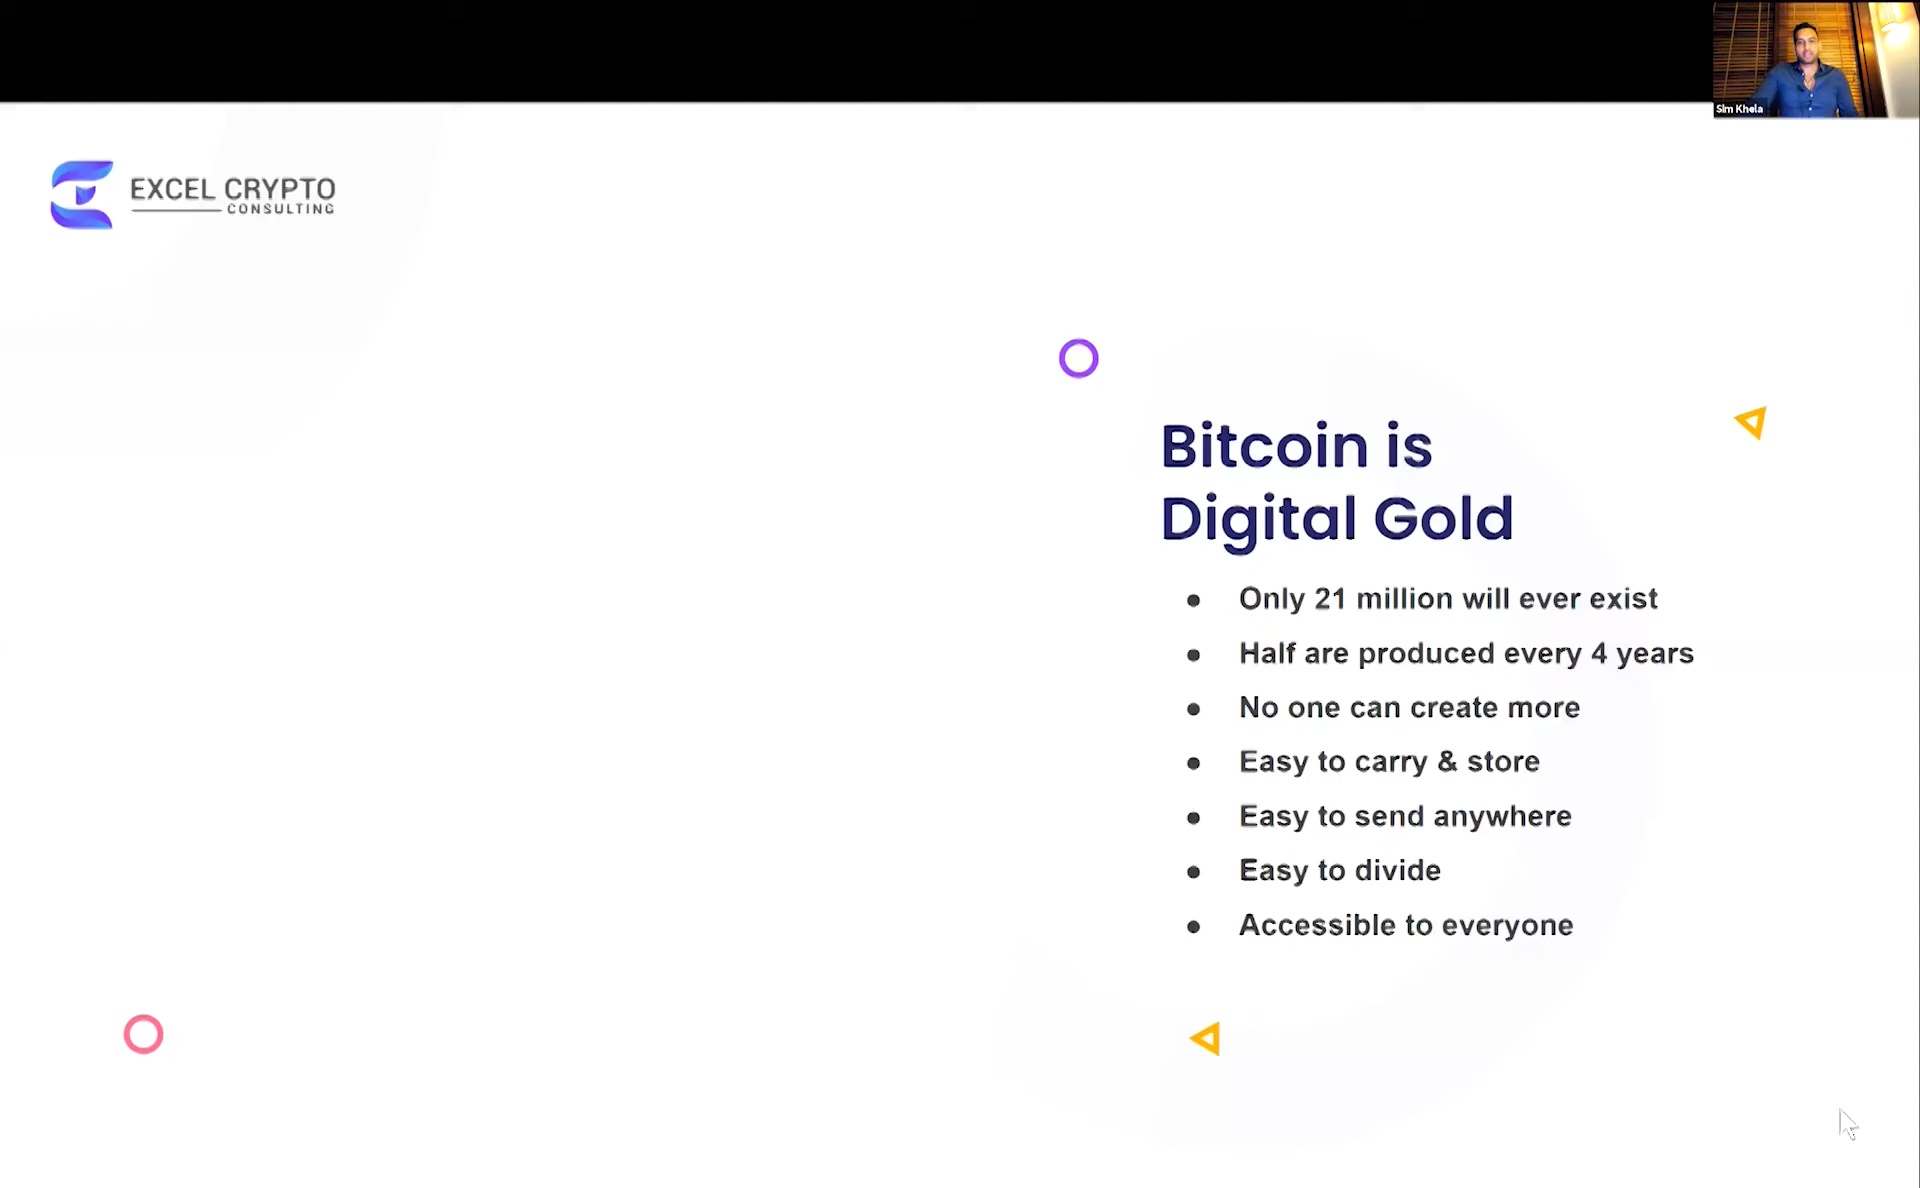 Sim Khela
EXCEL CRYPTO
CONSULTING
Bitcoin is
Digital Gold
• Only 21 million will ever exist
• Half are produced every 4 years
• No one can create more
• Easy to carry & store
• Easy to send anywhere
• Easy to divide
• Accessible to everyone